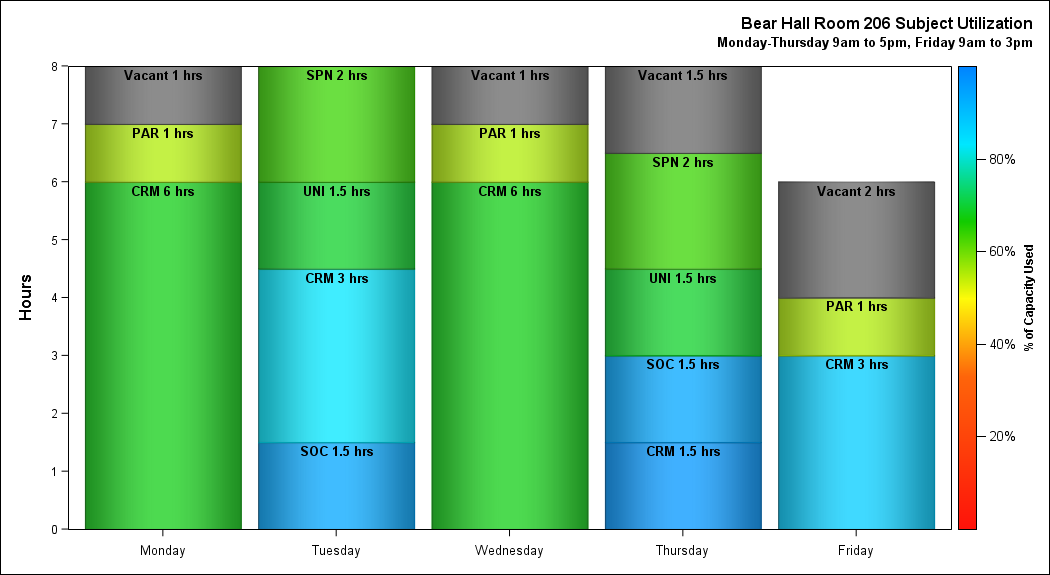 Bear Hall Room 206 Subject Utilization
Monday-Thursday 9am to 5pm, Friday 9am to 3pm
Hours
8
7
6
5
4
3
2
1
0
Vacant 1 hrs
PAR 1 hrs
CRM 6 hrs
SPN 2 hrs
UNI 1.5 hrs
CRM 3 hrs
SOC 1.5 hrs
Vacant 1 hrs
PAR 1 hrs
CRM 6 hrs
Vacant 1.5 hrs
SPN 2 hrs
UNI 1.5 hrs
SOC 1.5 hrs
CRM 1.5 hrs
Vacant 2 hrs
PAR 1 hrs
CRM 3 hrs
Monday
Tuesday
Wednesday
Thursday
Friday
80%
60%
40%
20%
% of Capacity Used